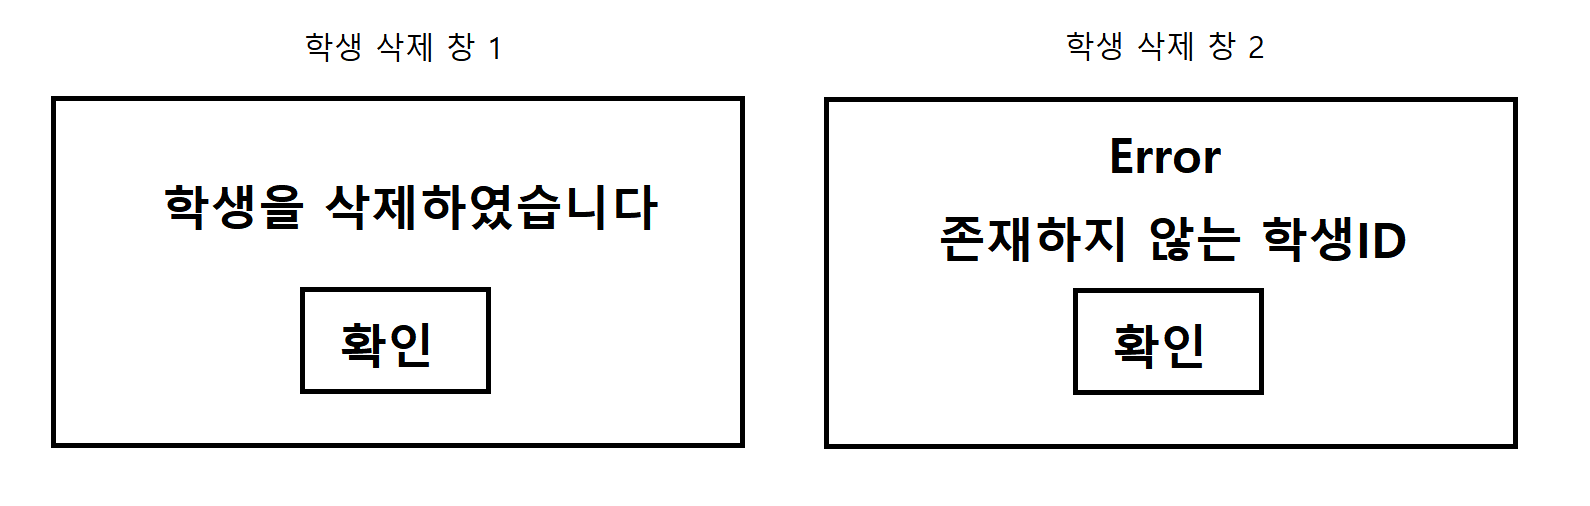 학생 삭제 창 1
학생을 삭제하였습니다
확인
학생 삭제 창 2
Error
존재하지 않는 학생ID
확인